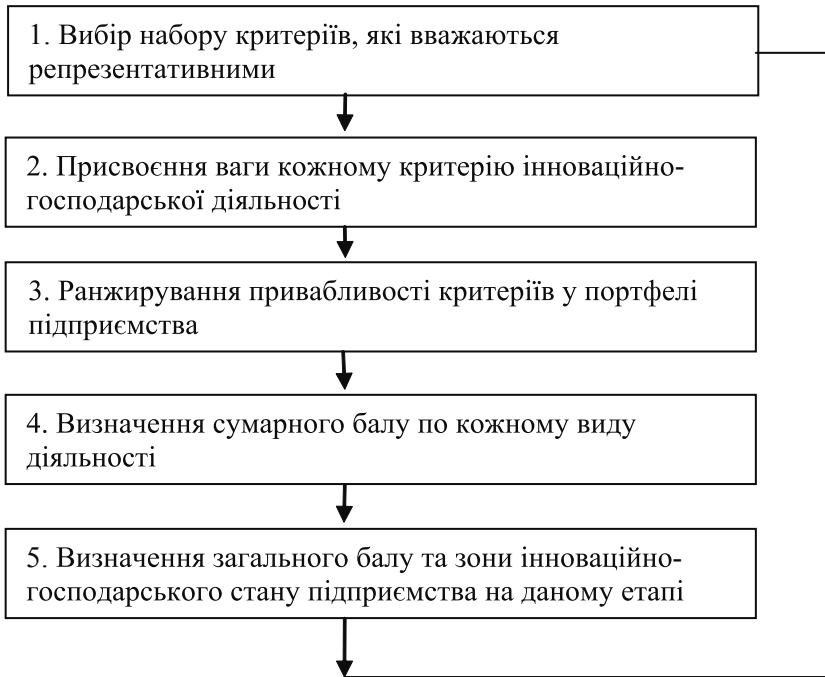 1. Вибір набору критеріїв, які вважаються
репрезентативними
2. Присвоєння ваги кожному критерію інноваційно-
господарської діяльності
3. Ранжирування привабливості критеріїв у портфелі
підприємства
4. Визначення сумарного балу по кожному виду
діяльності
5. Визначення загального балу та зони інноваційно-
господарського стану підприємства на даному етапі